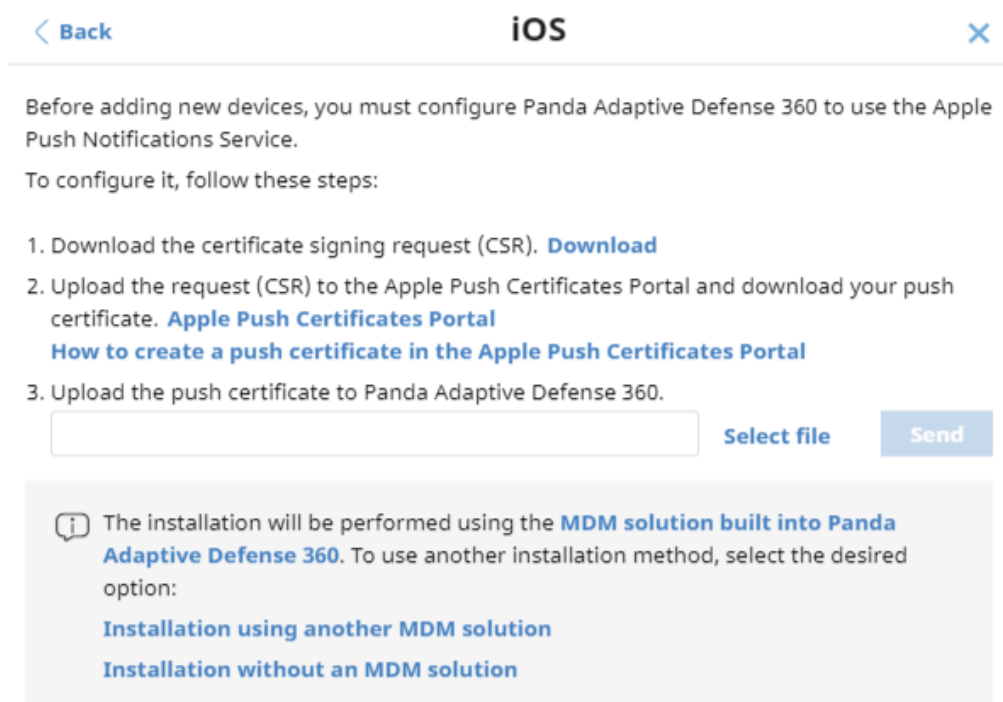 Back
iOS
Before adding new devices, you must configure Panda Adaptive Defense 360 to use the Apple
Push Notifications Service.
To configure it, follow these steps:
1. Download the certificate signing request (CSR). Download
2. Upload the request (CSR) to the Apple Push Certificates Portal and download your push
certificate. Apple Push Certificates Portal
How to create a push certificate in the Apple Push Certificates Portal
3. Upload the push certificate to Panda Adaptive Defense 360.
Select file
Send
The installation will be performed using the MDM solution built into Panda
Adaptive Defense 360. To use another installation method, select the desired
option:
Installation using another MDM solution
Installation without an MDM solution